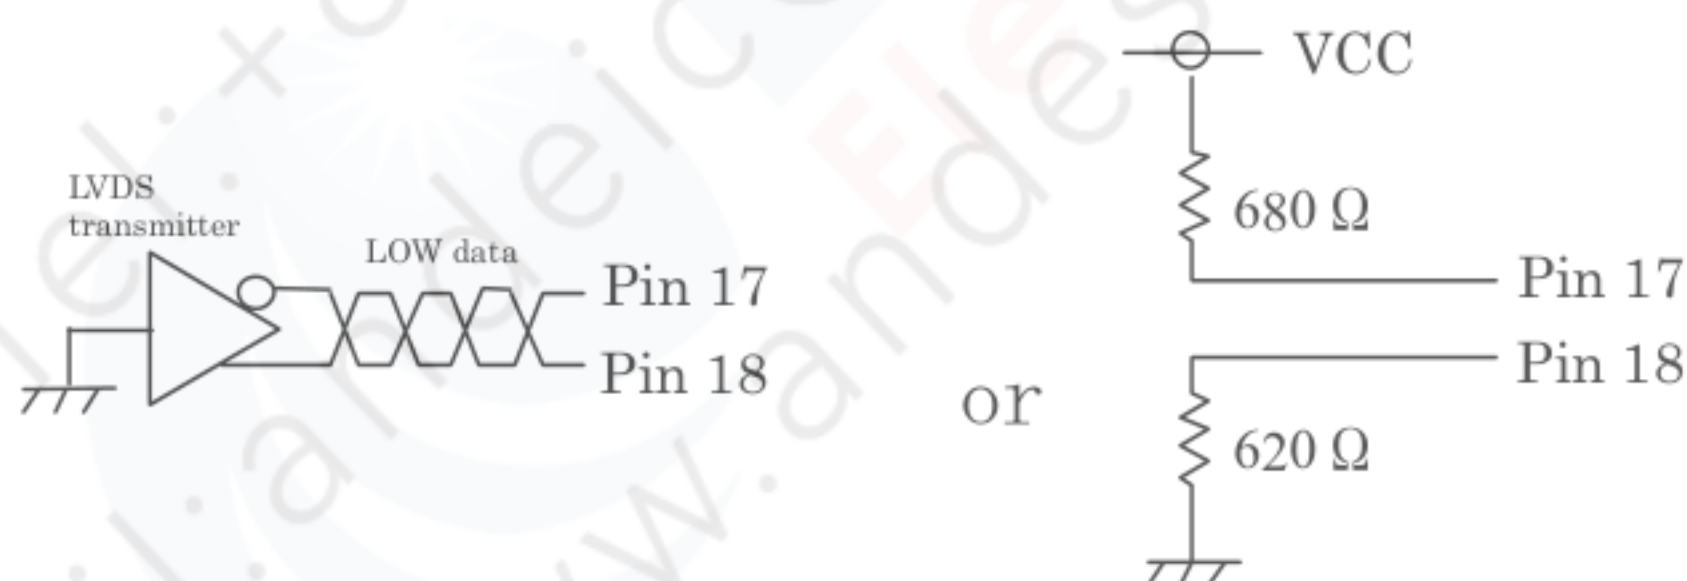 LVDS
transmitter
LOW data
Pin 17
Pin 18
or
VCC
680 Ω
Pin 17
Pin 18
620 Ω